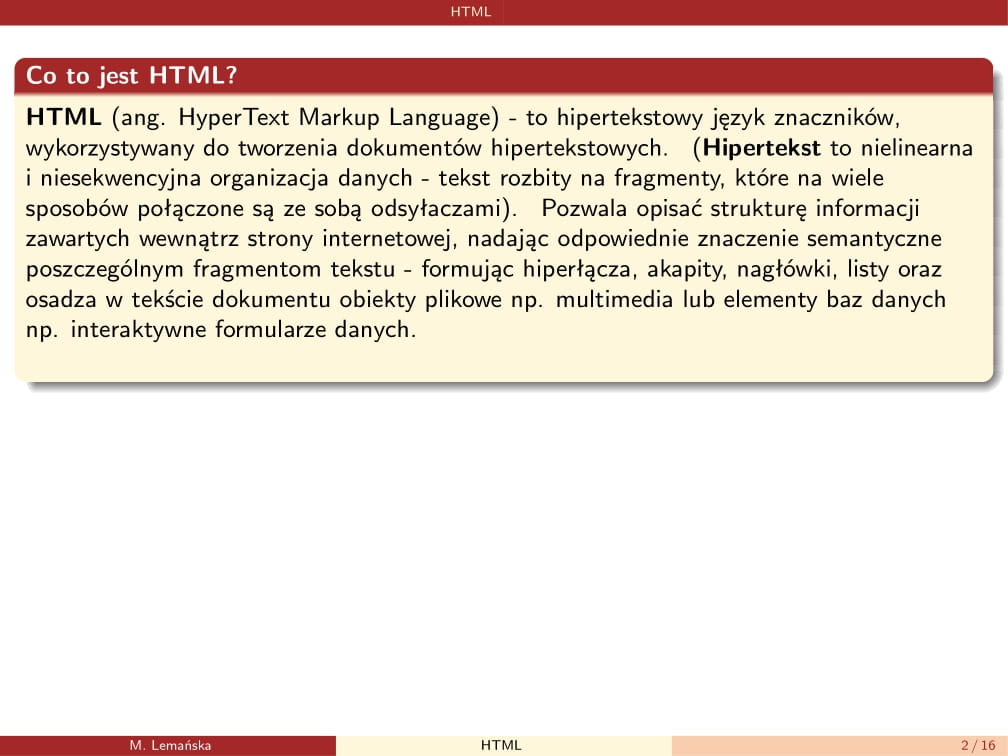 HTML
Co to jest HTML?
HTML (ang. HyperText Markup Language) - to hipertekstowy język znaczników,
wykorzystywany do tworzenia dokumentów hipertekstowych. (Hipertekst to nielinearna
i niesekwencyjna organizacja danych - tekst rozbity na fragmenty, które na wiele
sposobów połączone są ze sobą odsyłaczami). Pozwala opisać strukturę informacji
zawartych wewnątrz strony internetowej, nadając odpowiednie znaczenie semantyczne
poszczególnym fragmentom tekstu - formując hiperłącza, akapity, nagłówki, listy oraz
osadza w tekście dokumentu obiekty plikowe np. multimedia lub elementy baz danych
np. interaktywne formularze danych.
M. Lemańska HTML 2 / 16